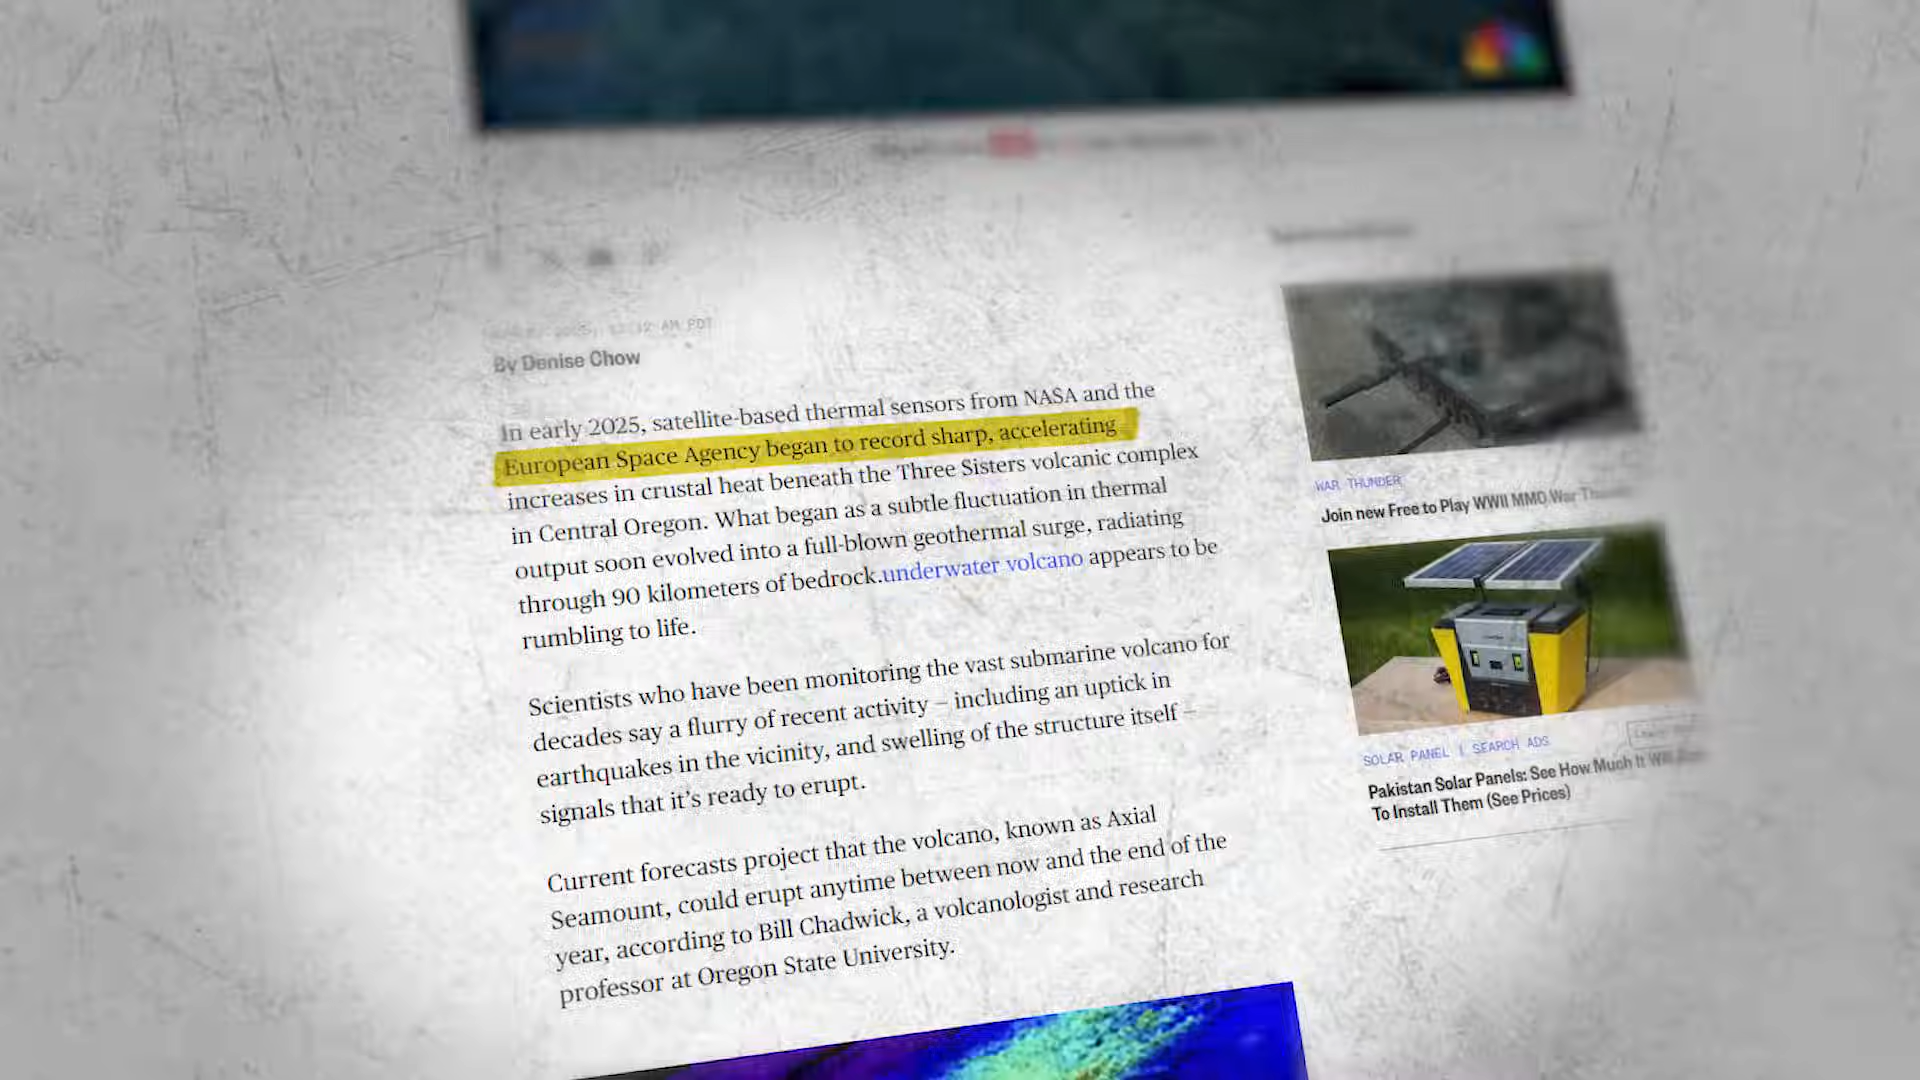 By Denise Chow
In early 2025, satellite-based thermal sensors from NASA and the
European Space Agency began to record sharp, accelerating
increases in crustal heat beneath the Three Sisters volcanic complex
in Central Oregon. What began as a subtle fluctuation in thermal
output soon evolved into a full-blown geothermal surge, radiating
through 90 kilometers of bedrock.underwater volcano appears to be
rumbling to life.
Scientists who have been monitoring the vast submarine volcano for
decades say a flurry of recent activity – including an uptick in
earthquakes in the vicinity, and swelling of the structure itself –
signals that it's ready to erupt.
Current forecasts project that the volcano, known as Axial
Seamount, could erupt anytime between now and the end of the
year, according to Bill Chadwick, a volcanologist and research
professor at Oregon State University.
WAR THUNDER
Join new Free to Play WWII MMO War
SOLAR PANEL | SEARCH ADS
Pakistan Solar Panels: See How Much It Will
To Install Them (See Prices)